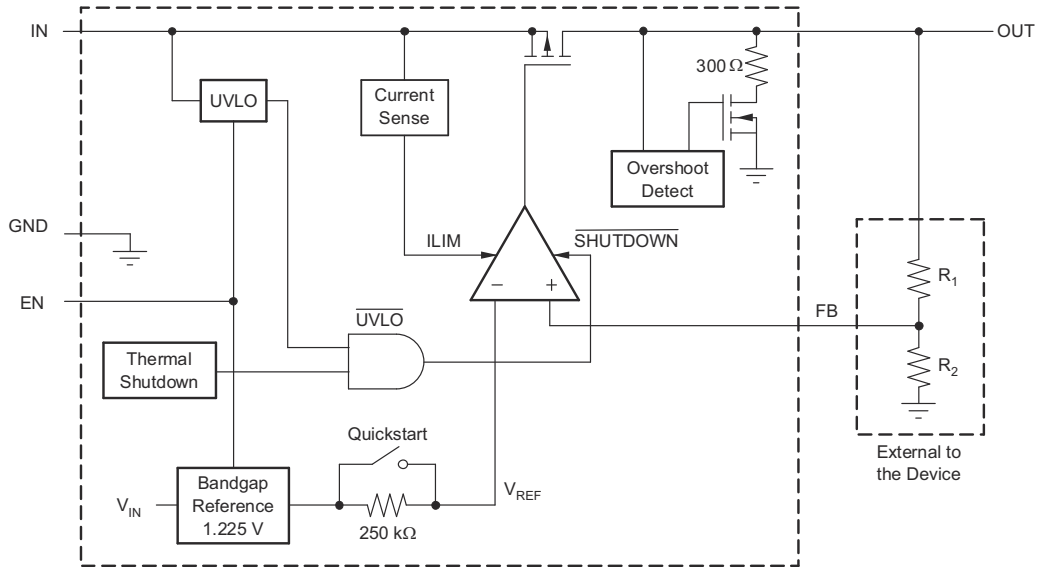 IN
OUT
300 Ω
UVLO
Current
Sense
Overshoot
Detect
GND
ILIM
SHUTDOWN
EN
− +
R1
FB
UVLO
Thermal
Shutdown
R2
Quickstart
External to
the Device
VIN
Bandgap
Reference
1.225 V
VREF
250 kΩ